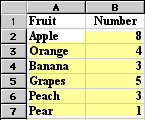 A B
1 Fruit Number
2 Apple 8
3 Orange 4
4 Banana 3
5 Grapes 5
6 Peach 3
7 Pear 1